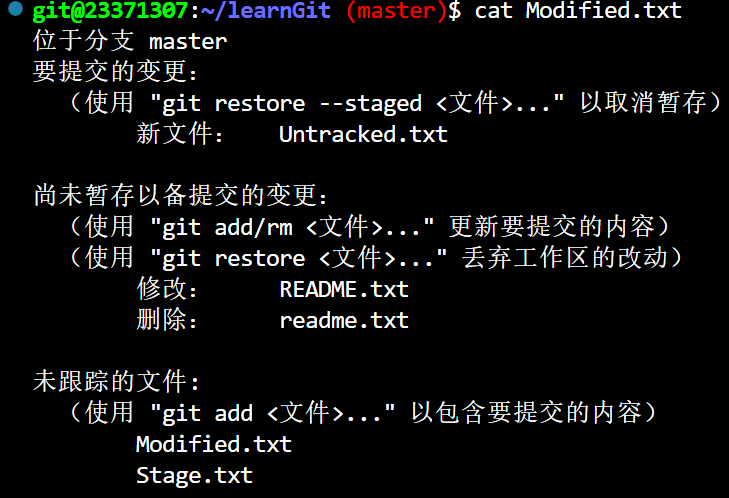 git@23371307:~/learnGit (master)$ cat Modified.txt
位于分支 master
要提交的变更：
（使用 "git restore --staged <文件>..." 以取消暂存）
新文件： Untracked.txt
尚未暂存以备提交的变更：
（使用 "git add/rm <文件>..." 更新要提交的内容）
（使用 "git restore <文件>..." 丢弃工作区的改动）
修改： README.txt
删除： readme.txt
未跟踪的文件:
（使用 "git add <文件>..." 以包含要提交的内容）
Modified.txt
Stage.txt